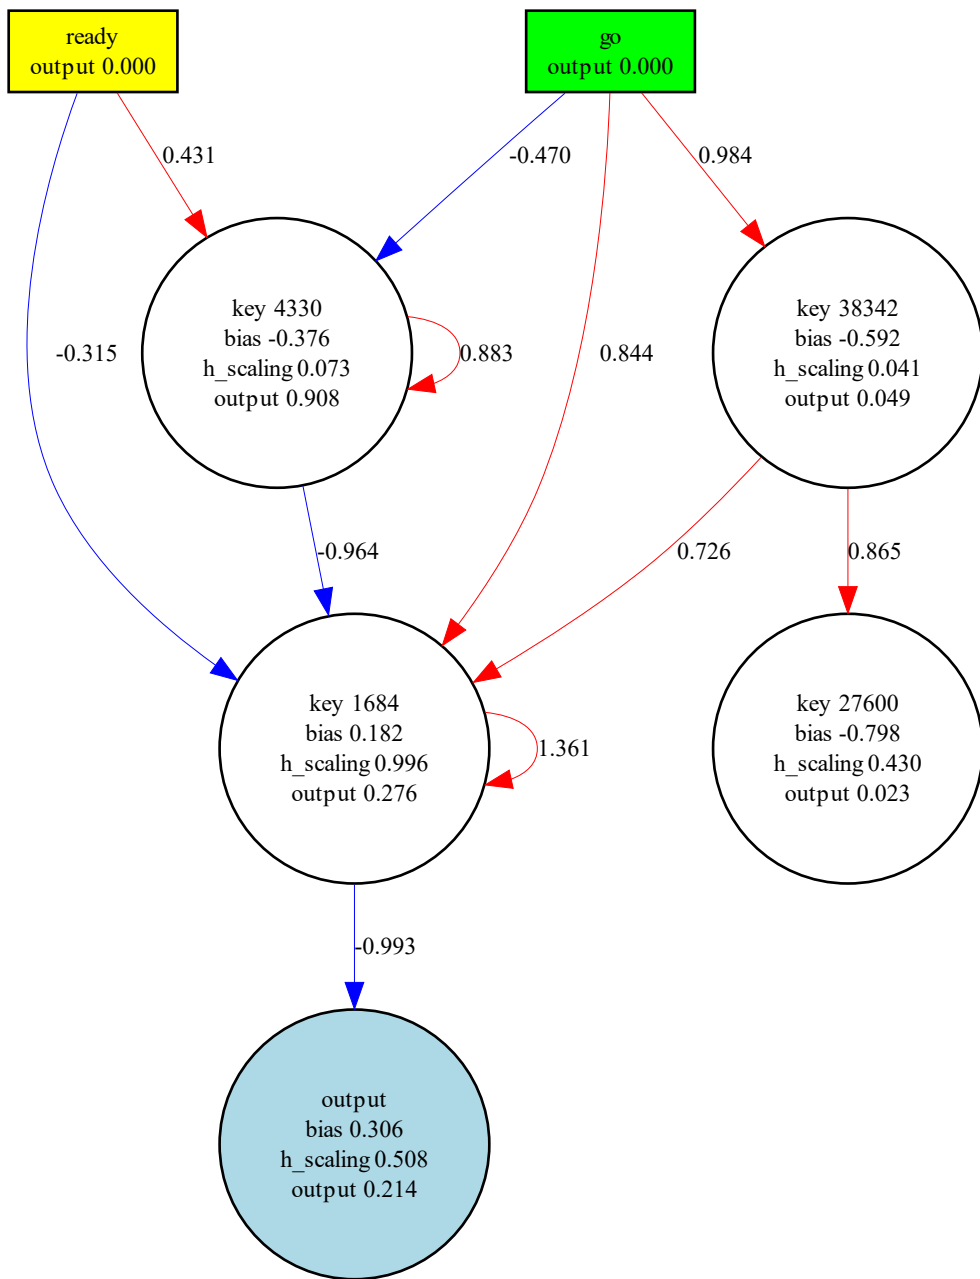 ready
output 0.000
go
output 0.000
0.431
-0.470
0.984
key 4330
bias -0.376
h_scaling 0.073
output 0.908
key 38342
bias -0.592
h_scaling 0.041
output 0.049
-0.315
0.883
0.844
-0.964
0.726
0.865
key 1684
bias 0.182
h_scaling 0.996
output 0.276
1.361
key 27600
bias -0.798
h_scaling 0.430
output 0.023
-0.993
output
bias 0.306
h_scaling 0.508
output 0.214